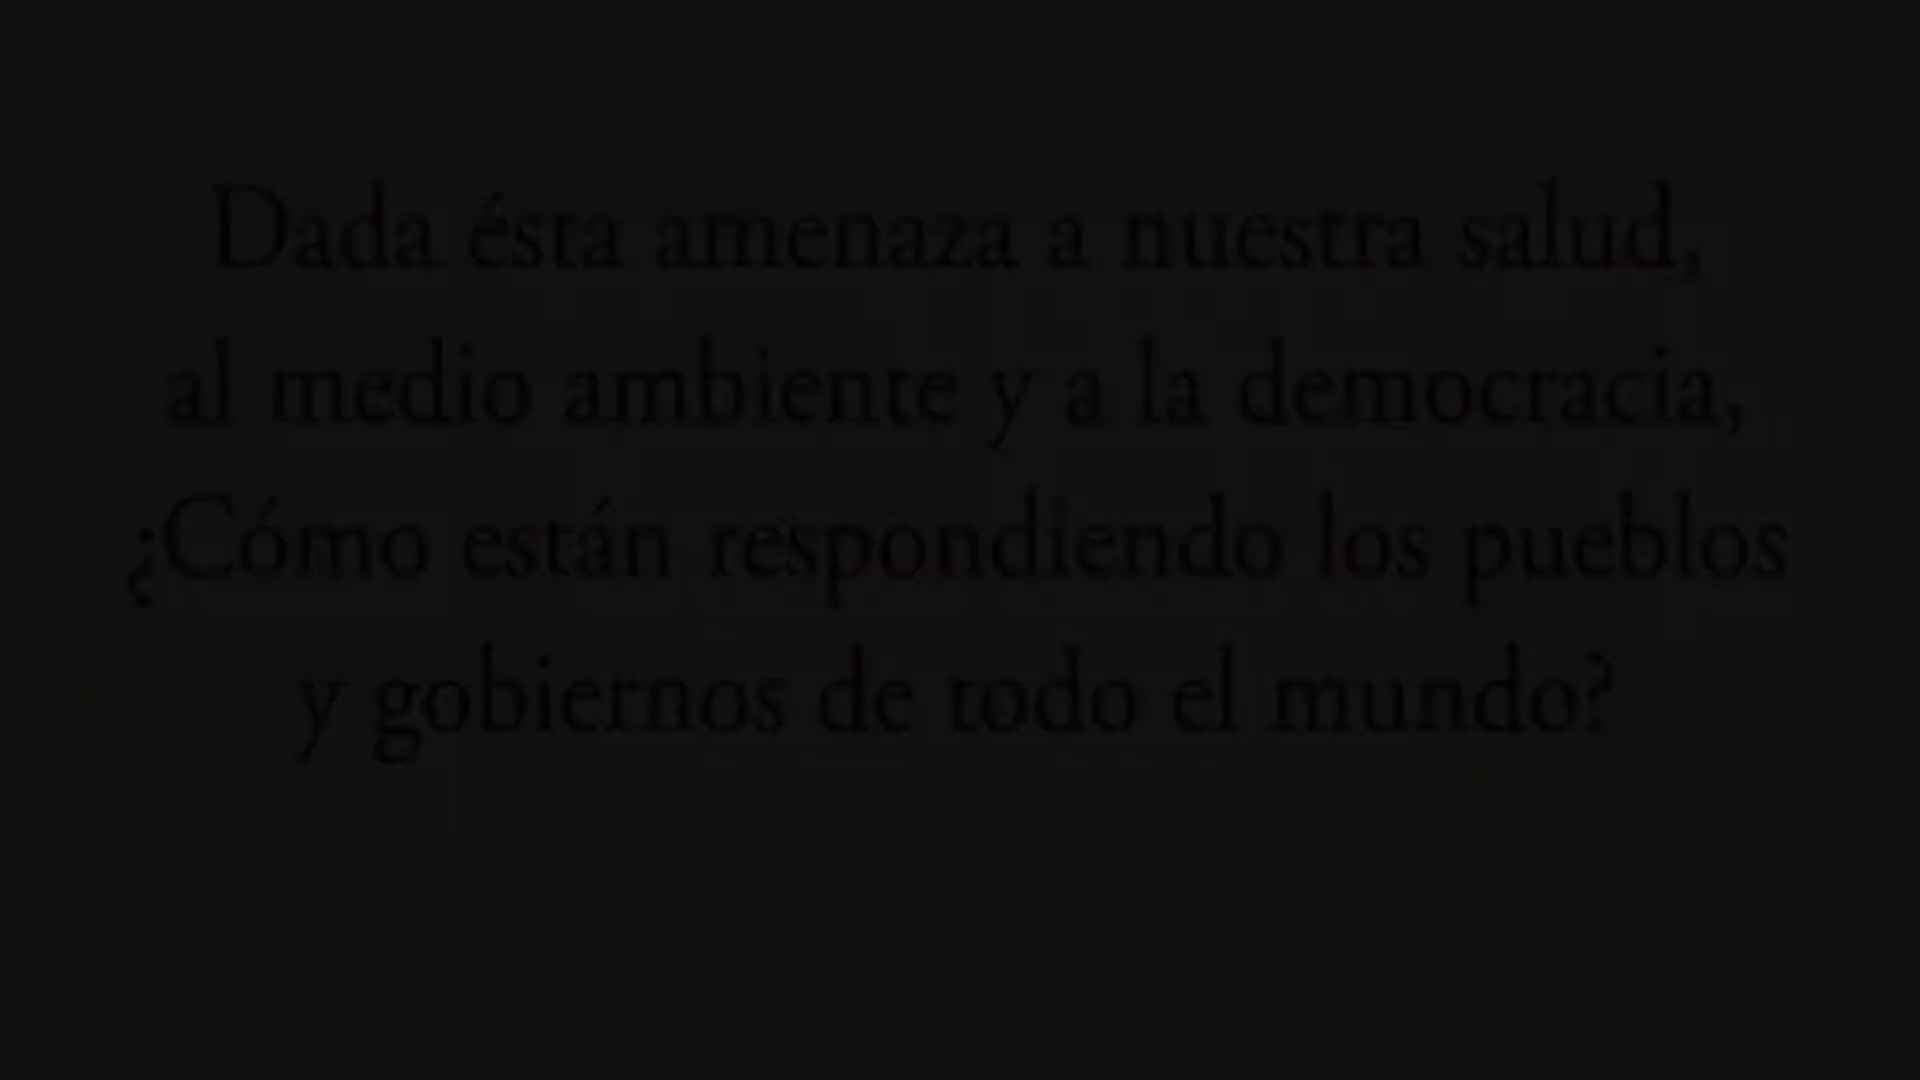 Dada ésta amenaza a nuestra salud,
al medio ambiente y a la democracia,
¿Cómo están respondiendo los pueblos
y gobiernos de todo el mundo?